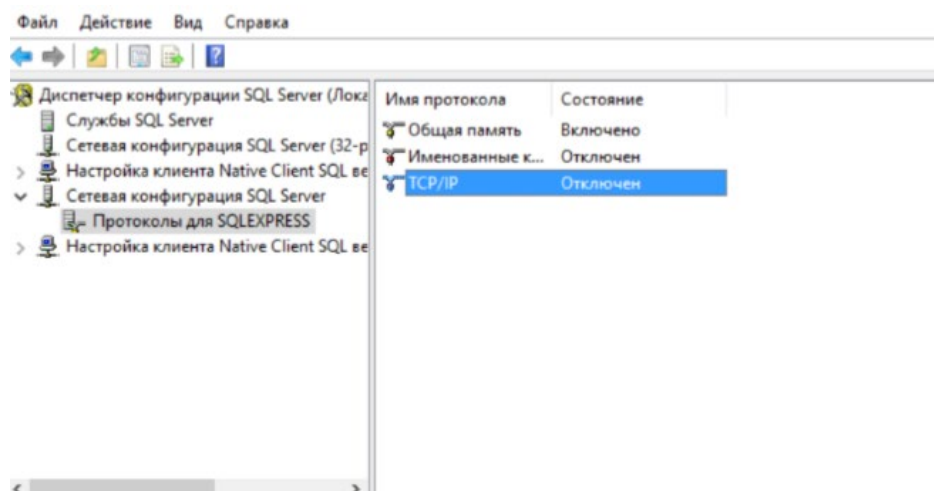 Файл Действие Вид Справка
Диспетчер конфигурации SQL Server (Лока
Службы SQL Server
Сетевая конфигурация SQL Server (32-р
Настройка клиента Native Client SQL ве
Сетевая конфигурация SQL Server
Протоколы для SQLEXPRESS
Настройка клиента Native Client SQL ве
Имя протокола Состояние
Общая память Включено
Именованные к... Отключен
TCP/IP Отключен